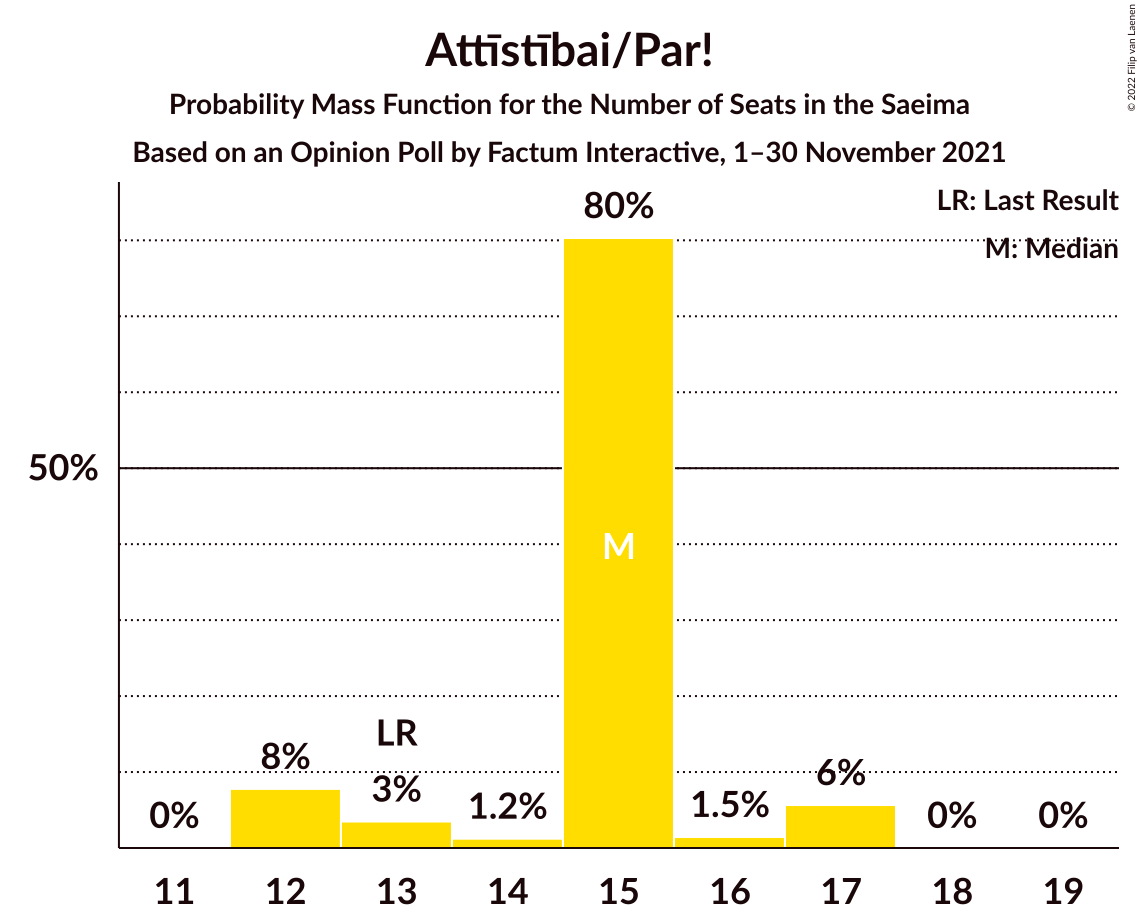 Attīstībai/Par!
Probability Mass Function for the Number of Seats in the Saeima
Based on an Opinion Poll by Factum Interactive, 1–30 November 2021
© 2022 Filip van Laenen
LR: Last Result
M: Median
80%
50%
M
LR
0% 8% 3% 1.2% 1.5% 6% 0% 0%
11 12 13 14 15 16 17 18 19